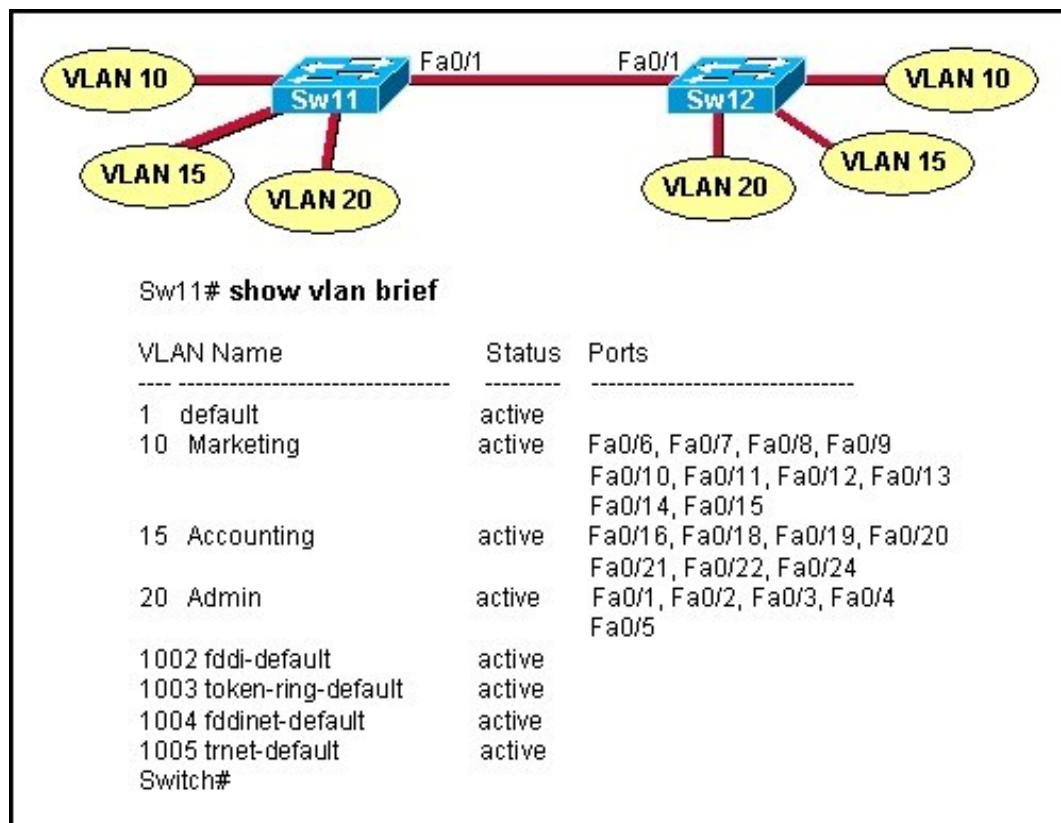 Fa0/1 Fa0/1
VLAN 10 Sw11 Sw12 VLAN 10
VLAN 15 VLAN 20 VLAN 20 VLAN 15
Sw11# show vlan brief
VLAN Name Status Ports
---- -------------------------------- --------- -------------------------------
1 default active
10 Marketing active Fa0/6, Fa0/7, Fa0/8, Fa0/9
Fa0/10, Fa0/11, Fa0/12, Fa0/13
Fa0/14, Fa0/15
15 Accounting active Fa0/16, Fa0/18, Fa0/19, Fa0/20
Fa0/21, Fa0/22, Fa0/24
20 Admin active Fa0/1, Fa0/2, Fa0/3, Fa0/4
Fa0/5
1002 fddi-default active
1003 token-ring-default active
1004 fddinet-default active
1005 trnet-default active
Switch#